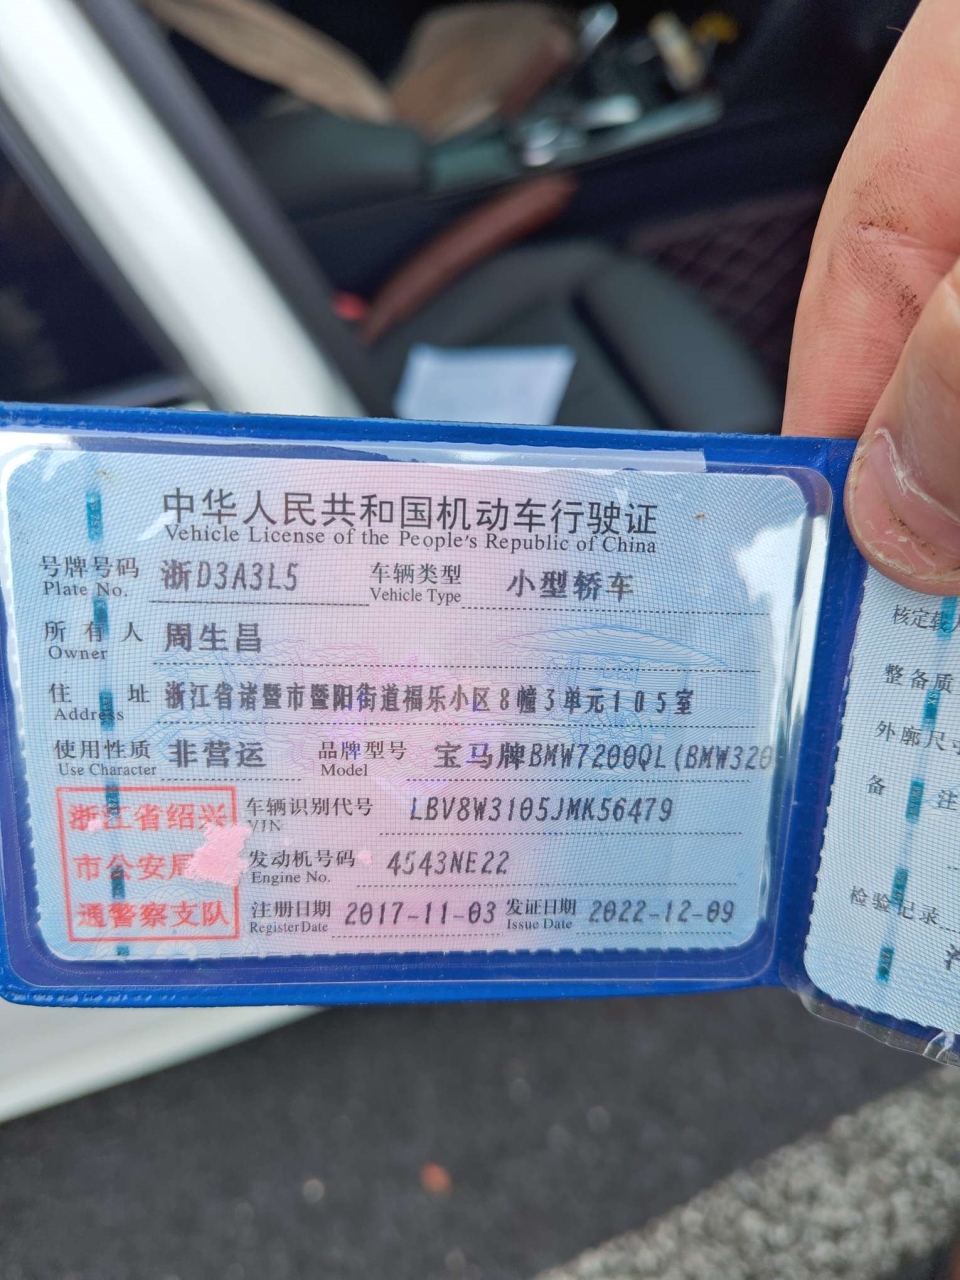 中华人民共和国机动车行驶证
Vehicle License of the People's Republic of China
号牌号码 浙D3A3L5 车辆类型 小型轿车
Plate No. Vehicle Type
所有人 周生昌
Owner
住址 浙江省诸暨市暨阳街道福乐小区8幢3单元105室
Address
使用性质 非营运 品牌型号 宝马牌BMW7200QL(BMW320
Use Character Model
浙江省绍兴
市公安局
通警察支队
车辆识别代号 LBV8W3105JMK56479
VIN
发动机号码 4543NE22
Engine No.
注册日期 2017-11-03 发证日期 2022-12-09
Register Date Issue Date
核定载人
整备质
外廓尺寸
备 注
检验记录